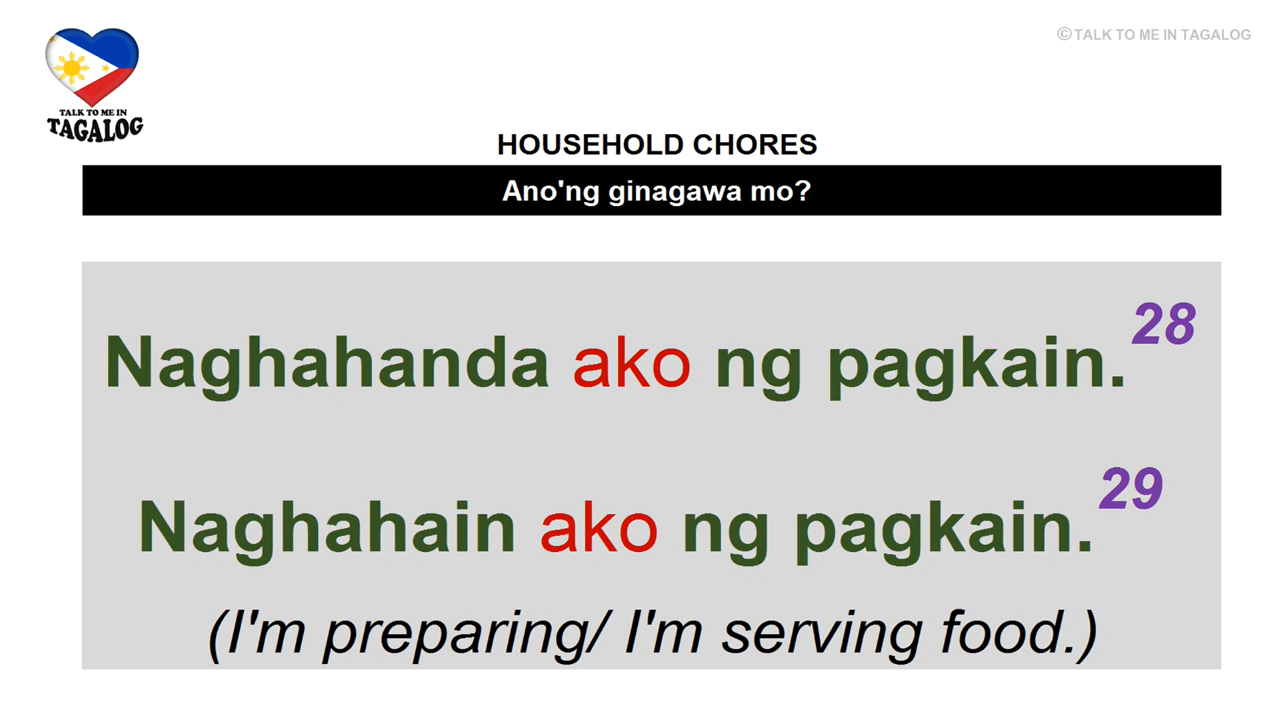 © TALK TO ME IN TAGALOG
TALK TO ME IN
TAGALOG
HOUSEHOLD CHORES
Ano'ng ginagawa mo?
Naghahanda ako ng pagkain. 28
Naghahain ako ng pagkain. 29
(I'm preparing/ I'm serving food.)